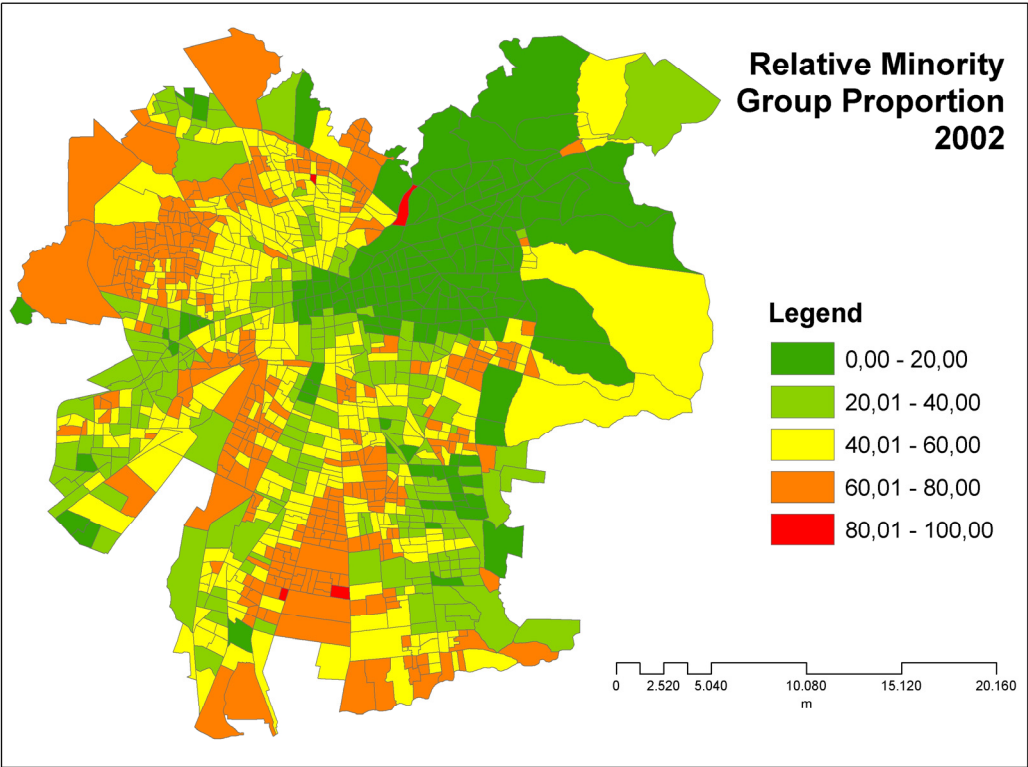 Relative Minority
Group Proportion
2002
Legend
0,00 - 20,00
20,01 - 40,00
40,01 - 60,00
60,01 - 80,00
80,01 - 100,00
0 2.520 5.040 10.080 15.120 20.160
m